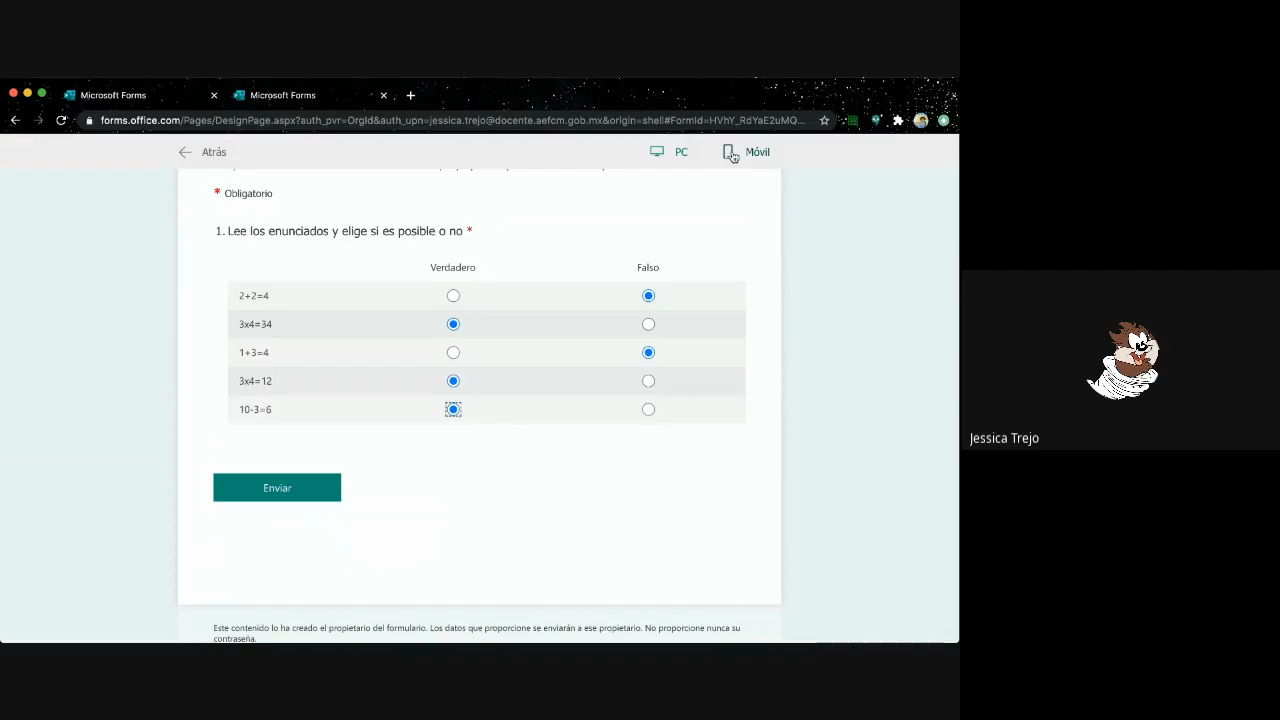 Microsoft Forms
Microsoft Forms
forms.office.com/Pages/DesignPage.aspx?auth_pvr=OrgId&auth_upn=jessica.trejo@docente.aefcm.gob.mx&origin=shell#FormId=HVhY_RdYaE2uMQ...
Atrás
PC
Móvil
* Obligatorio
1. Lee los enunciados y elige si es posible o no *
Verdadero Falso
2+2=4
3x4=34
1+3=4
3x4=12
10-3=6
Enviar
Jessica Trejo
Este contenido lo ha creado el propietario del formulario. Los datos que proporcione se enviarán a ese propietario. No proporcione nunca su
contraseña.